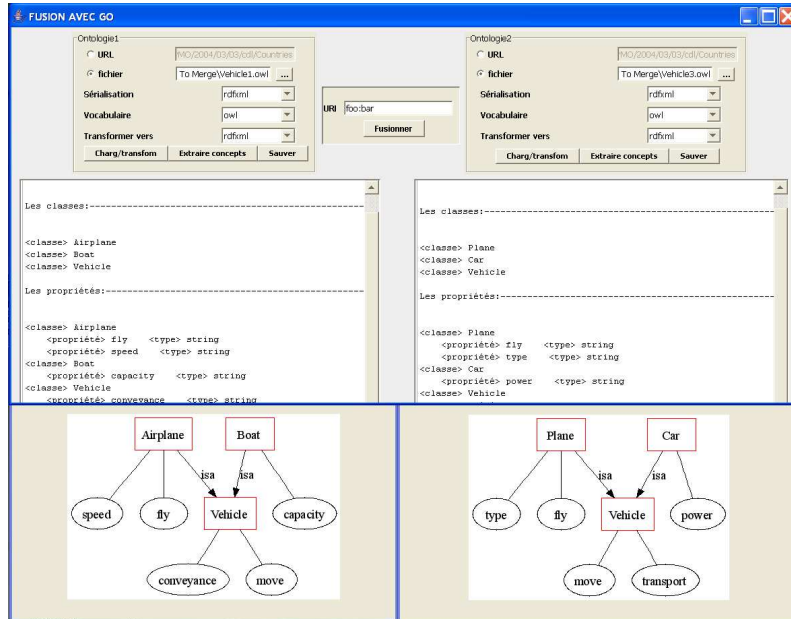 FUSION AVEC GO
Ontologie1
URL
fMO/2004/03/03/cdl/Countries
fichier
To Merge\Vehicle1.owl
...
Sérialisation
rdfxml
Vocabulaire
owl
Transformer vers
rdfxml
Charg/transfom
Extraire concepts
Sauver
URI
foo:bar
Fusionner
Ontologie2
URL
fMO/2004/03/03/cdl/Countries
fichier
To Merge\Vehicle3.owl
...
Sérialisation
rdfxml
Vocabulaire
owl
Transformer vers
rdfxml
Charg/transfom
Extraire concepts
Sauver
Les classes:------------------------------------------------
<classe> Airplane
<classe> Boat
<classe> Vehicle
Les propriétés:---------------------------------------------
<classe> Airplane
<propriété> fly <type> string
<propriété> speed <type> string
<classe> Boat
<propriété> capacity <type> string
<classe> Vehicle
<propriété> conveyance <type> string
Les classes:------------------------------------------------
<classe> Plane
<classe> Car
<classe> Vehicle
Les propriétés:---------------------------------------------
<classe> Plane
<propriété> fly <type> string
<propriété> type <type> string
<classe> Car
<propriété> power <type> string
<classe> Vehicle
Airplane
Boat
isa
isa
speed
fly
Vehicle
capacity
conveyance
move
Plane
Car
isa
isa
type
fly
Vehicle
power
move
transport